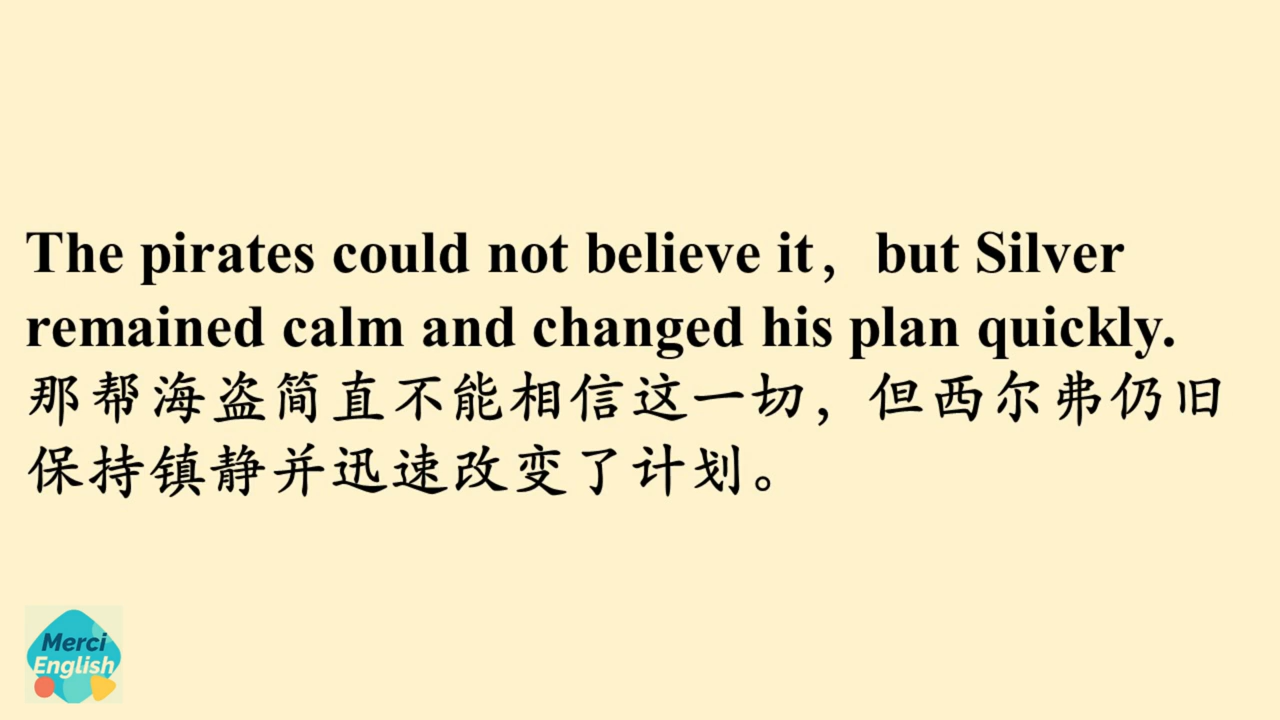 The pirates could not believe it，but Silver
remained calm and changed his plan quickly.
那帮海盗简直不能相信这一切，但西尔弗仍旧
保持镇静并迅速改变了计划。
Merci
English